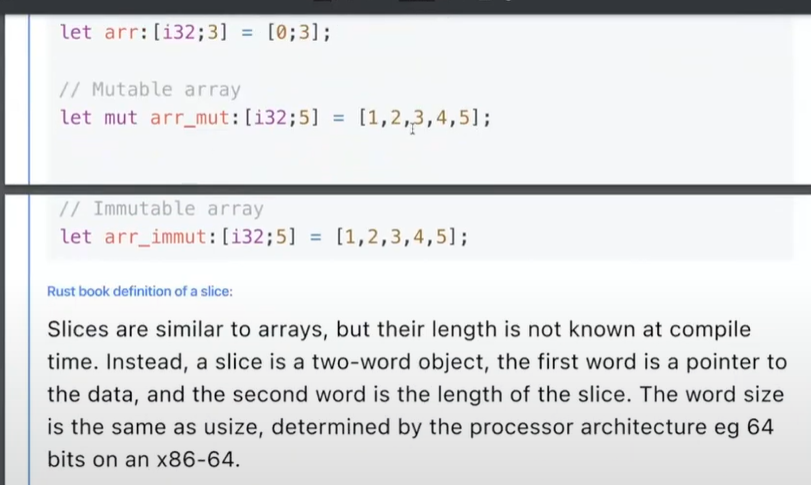 let arr:[i32;3] = [0;3];
// Mutable array
let mut arr_mut:[i32;5] = [1,2,3,4,5];
// Immutable array
let arr_immut:[i32;5] = [1,2,3,4,5];
Rust book definition of a slice:
Slices are similar to arrays, but their length is not known at compile
time. Instead, a slice is a two-word object, the first word is a pointer to
the data, and the second word is the length of the slice. The word size
is the same as usize, determined by the processor architecture eg 64
bits on an x86-64.